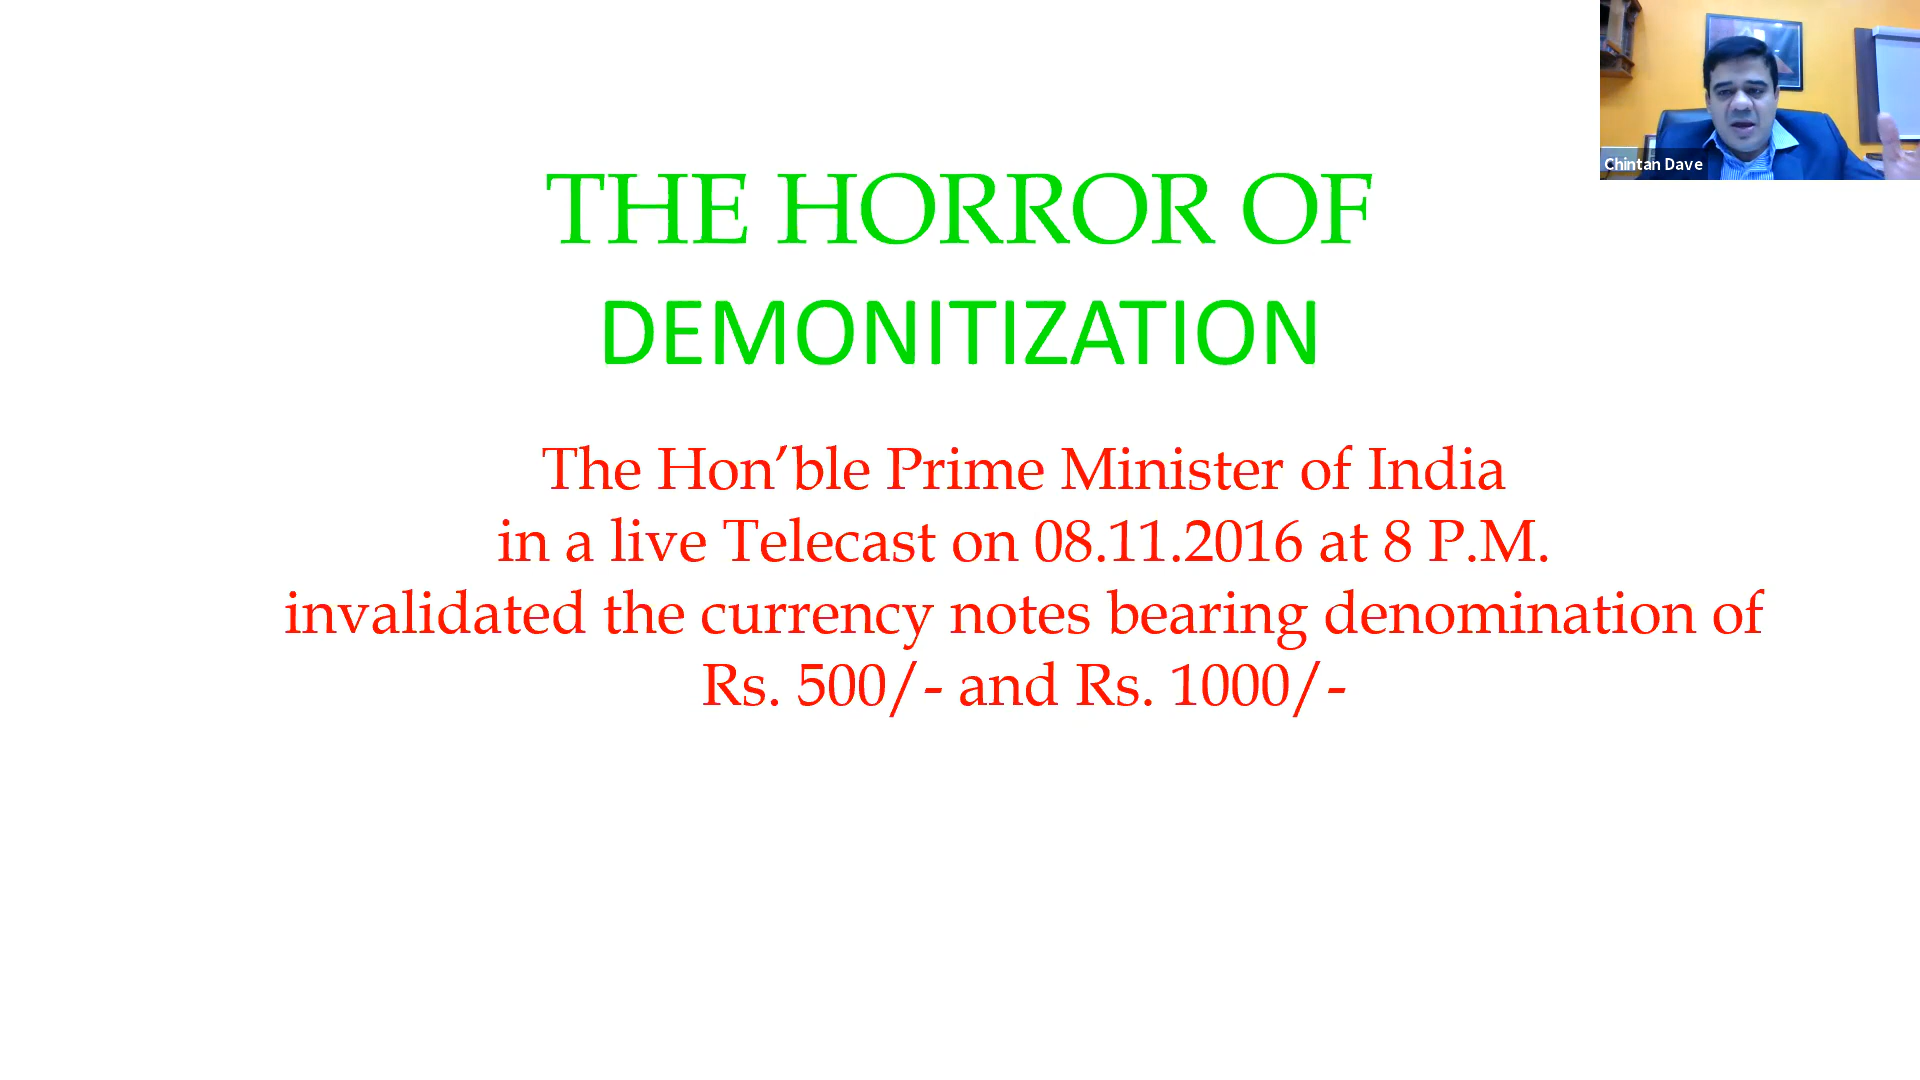 THE HORROR OF
DEMONITIZATION
The Hon’ble Prime Minister of India
in a live Telecast on 08.11.2016 at 8 P.M.
invalidated the currency notes bearing denomination of
Rs. 500/- and Rs. 1000/-
Chintan Dave